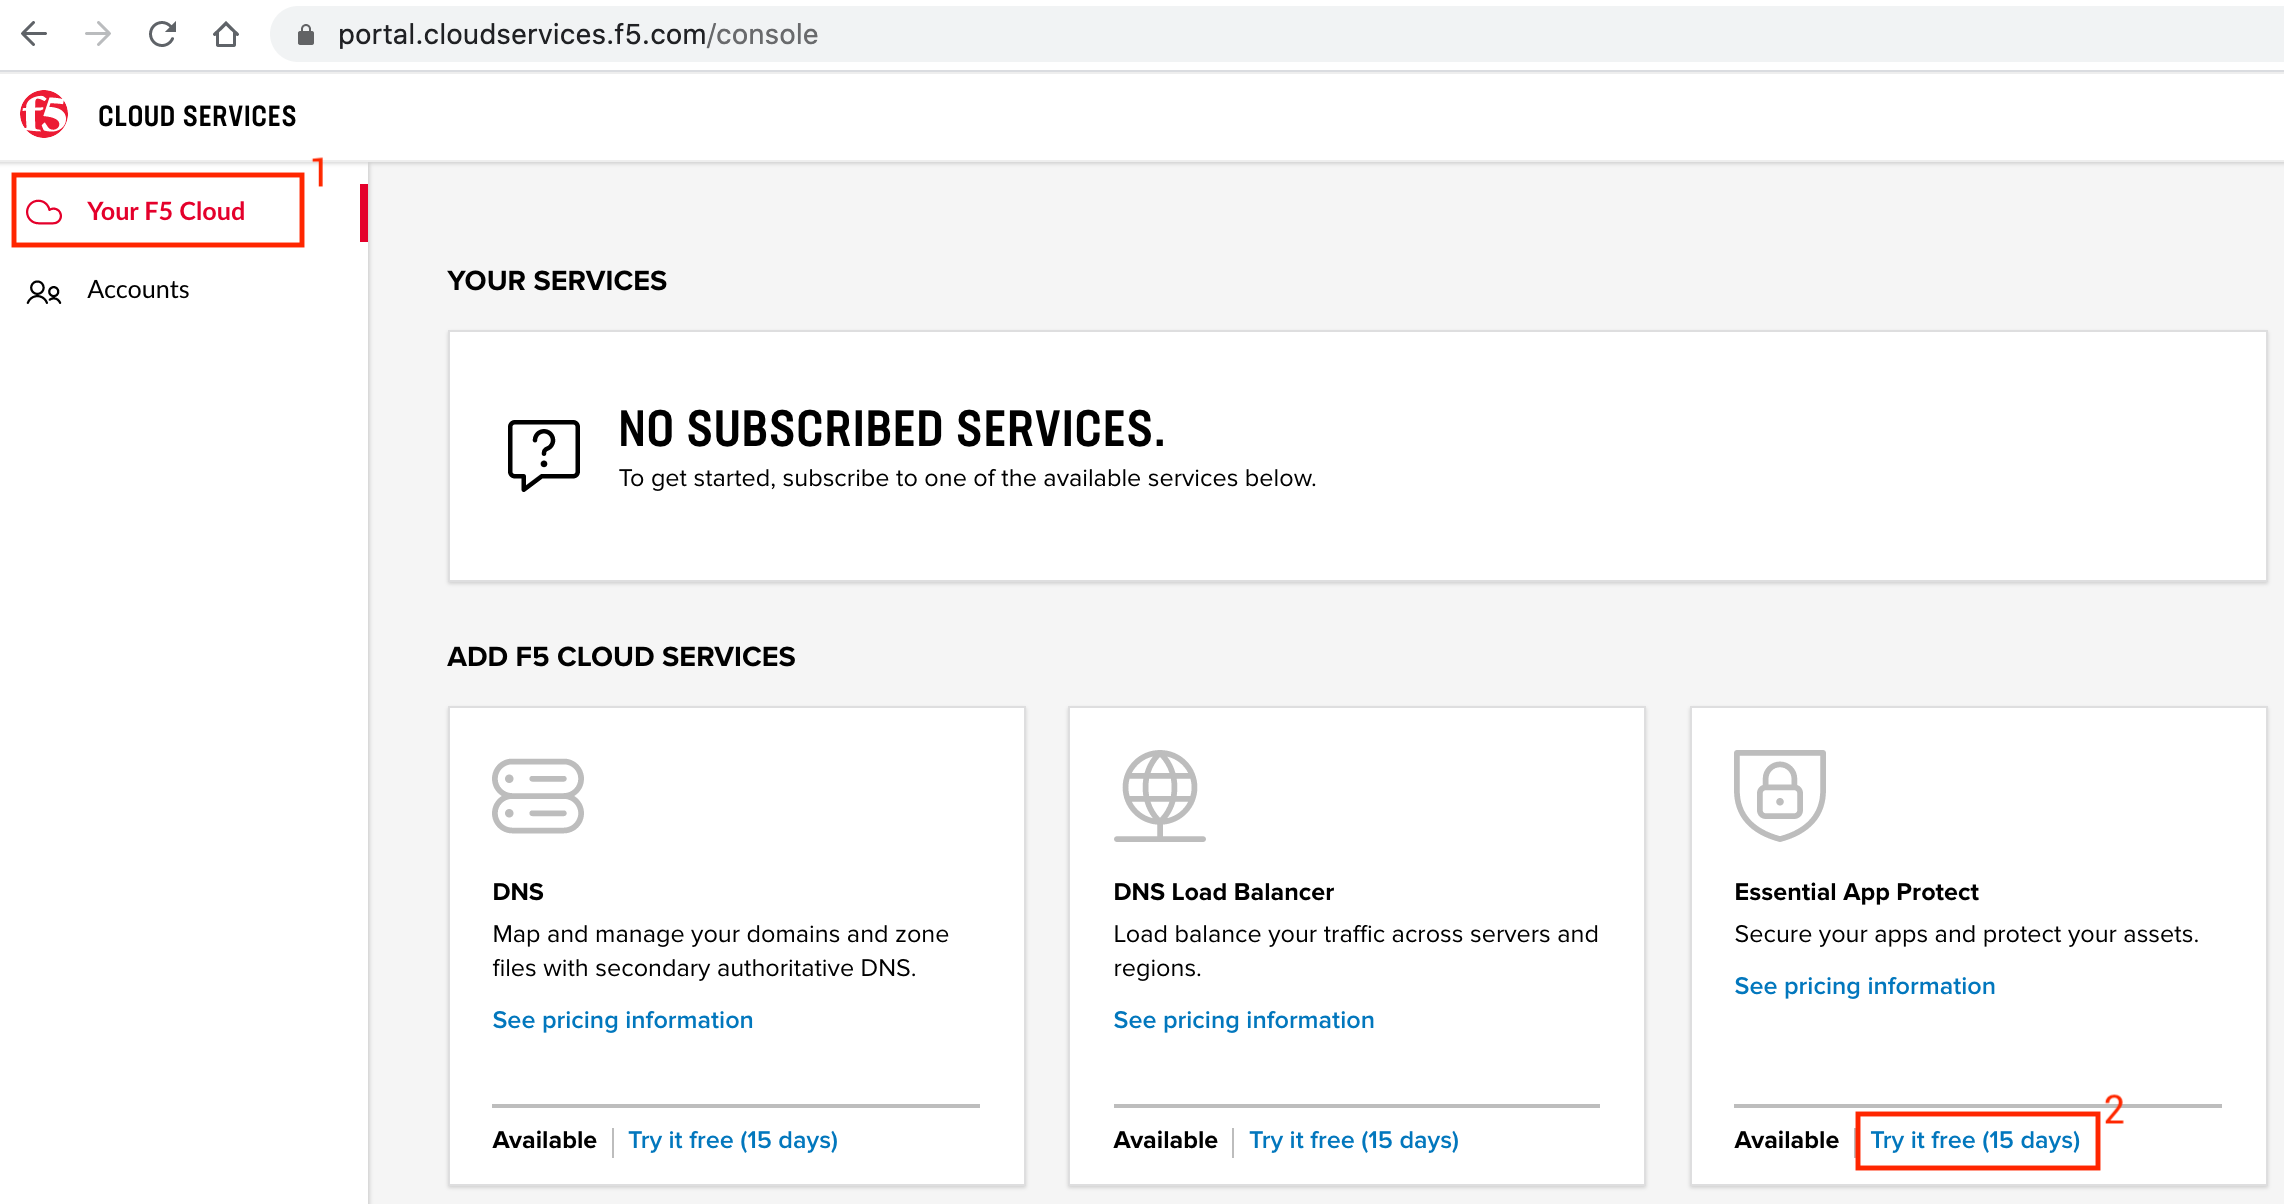 portal.cloudservices.f5.com/console
f5 CLOUD SERVICES
1
Your F5 Cloud
Accounts
YOUR SERVICES
?
NO SUBSCRIBED SERVICES.
To get started, subscribe to one of the available services below.
ADD F5 CLOUD SERVICES
DNS
Map and manage your domains and zone
files with secondary authoritative DNS.
See pricing information
Available
Try it free (15 days)
DNS Load Balancer
Load balance your traffic across servers and
regions.
See pricing information
Available
Try it free (15 days)
Essential App Protect
Secure your apps and protect your assets.
See pricing information
Available
Try it free (15 days)
2